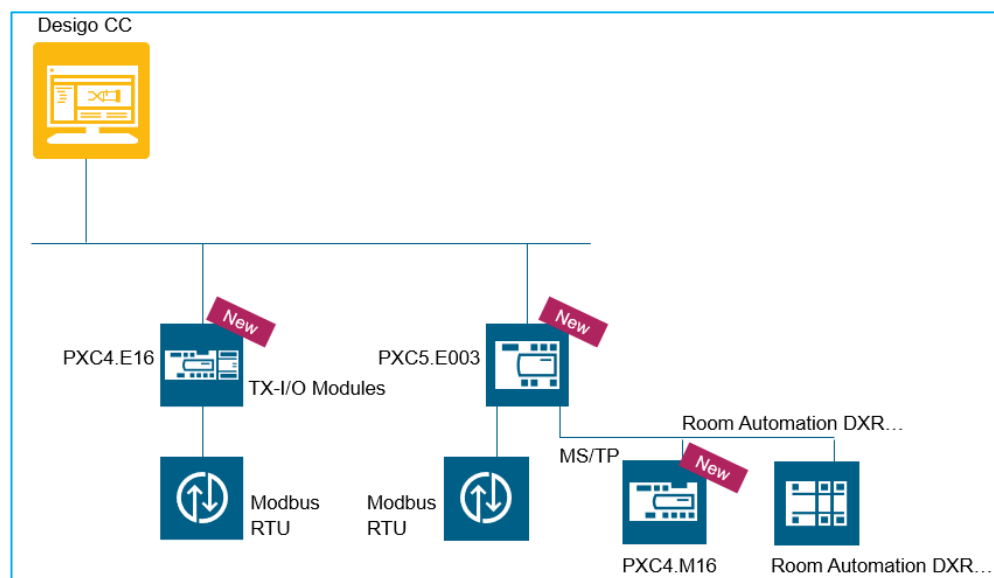 Desigo CC
New
New
PXC4.E16
PXC5.E003
TX-I/O Modules
Room Automation DXR...
MS/TP
New
Modbus
RTU
Modbus
RTU
PXC4.M16
Room Automation DXR...